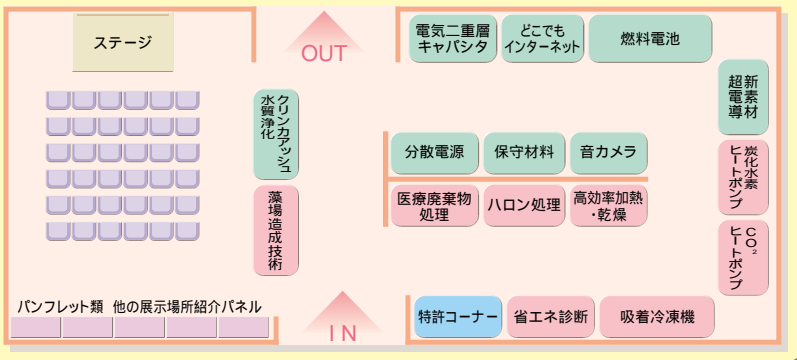 ステージ
OUT
電気二重層
キャパシタ
どこでも
インターネット
燃料電池
新素材
超電導
クリンカアッシュ
水質浄化
分散電源
保守材料
音カメラ
炭化水素
ヒートポンプ
藻場造成技術
医療廃棄物
処理
ハロン処理
高効率加熱
・乾燥
CO₂
ヒートポンプ
パンフレット類 他の展示場所紹介パネル
IN
特許コーナー
省エネ診断
吸着冷凍機